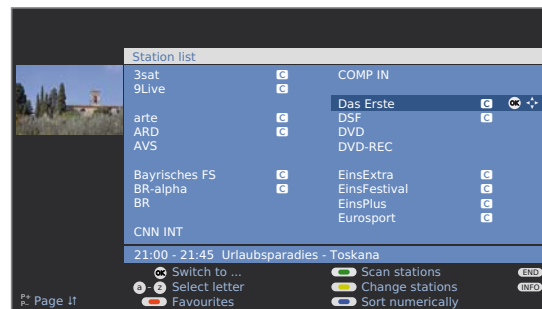 Station list
3sat C COMP IN
9Live C
Das Erste C OK
arte C DSF C
ARD C DVD
AVS DVD-REC
Bayrisches FS C EinsExtra C
BR-alpha C EinsFestival C
BR EinsPlus C
Eurosport C
CNN INT
21:00 - 21:45 Urlaubsparadies - Toskana
OK Switch to ... Scan stations END
a - z Select letter Change stations INFO
P+ P- Page Favourites Sort numerically